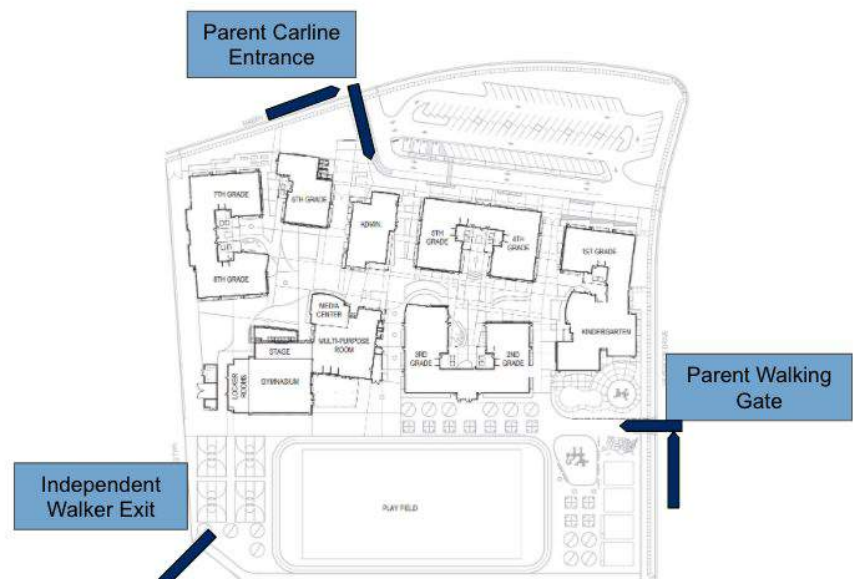 Parent Carline
Entrance
7TH GRADE
6TH GRADE
ADMIN
5TH
GRADE
4TH
GRADE
1ST GRADE
8TH GRADE
MEDIA
CENTER
MULTI-PURPOSE
ROOM
3RD
GRADE
2ND
GRADE
KINDERGARTEN
STAGE
LOCKER
ROOMS
GYMNASIUM
Parent Walking
Gate
Independent
Walker Exit
PLAY FIELD